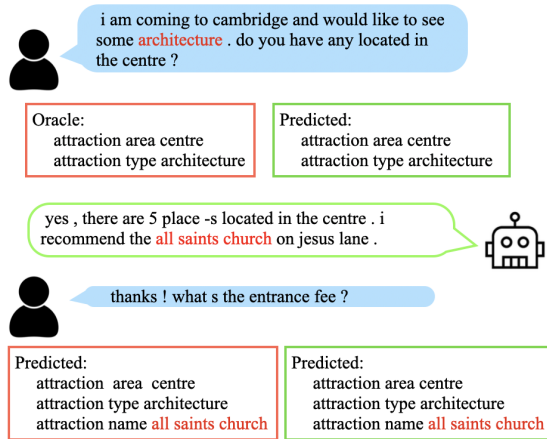 i am coming to cambridge and would like to see
some architecture . do you have any located in
the centre ?
Oracle:
attraction area centre
attraction type architecture
Predicted:
attraction area centre
attraction type architecture
yes , there are 5 place -s located in the centre . i
recommend the all saints church on jesus lane .
thanks ! what s the entrance fee ?
Predicted:
attraction area centre
attraction type architecture
attraction name all saints church
Predicted:
attraction area centre
attraction type architecture
attraction name all saints church